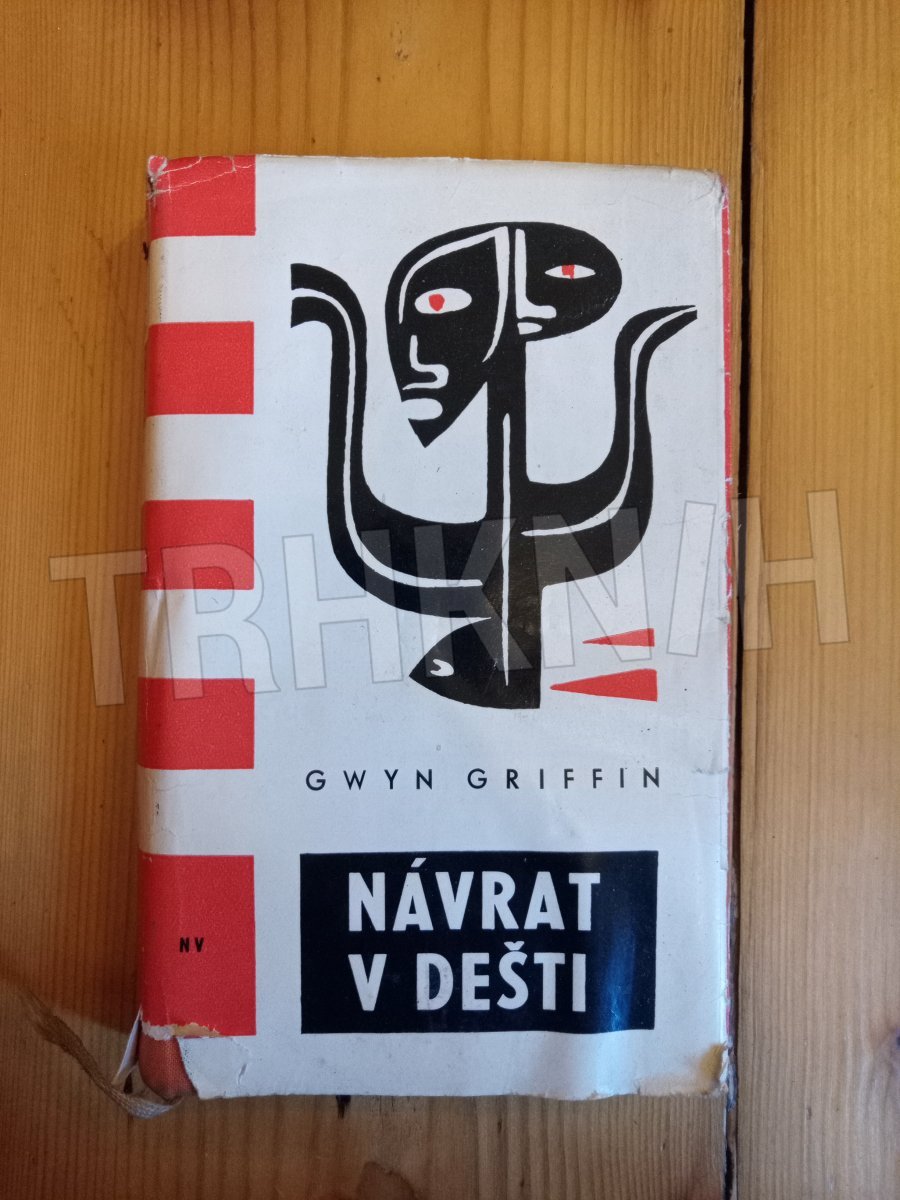 TRHKNIH
GWYN GRIFFIN
NÁVRAT
V DEŠTI
NV